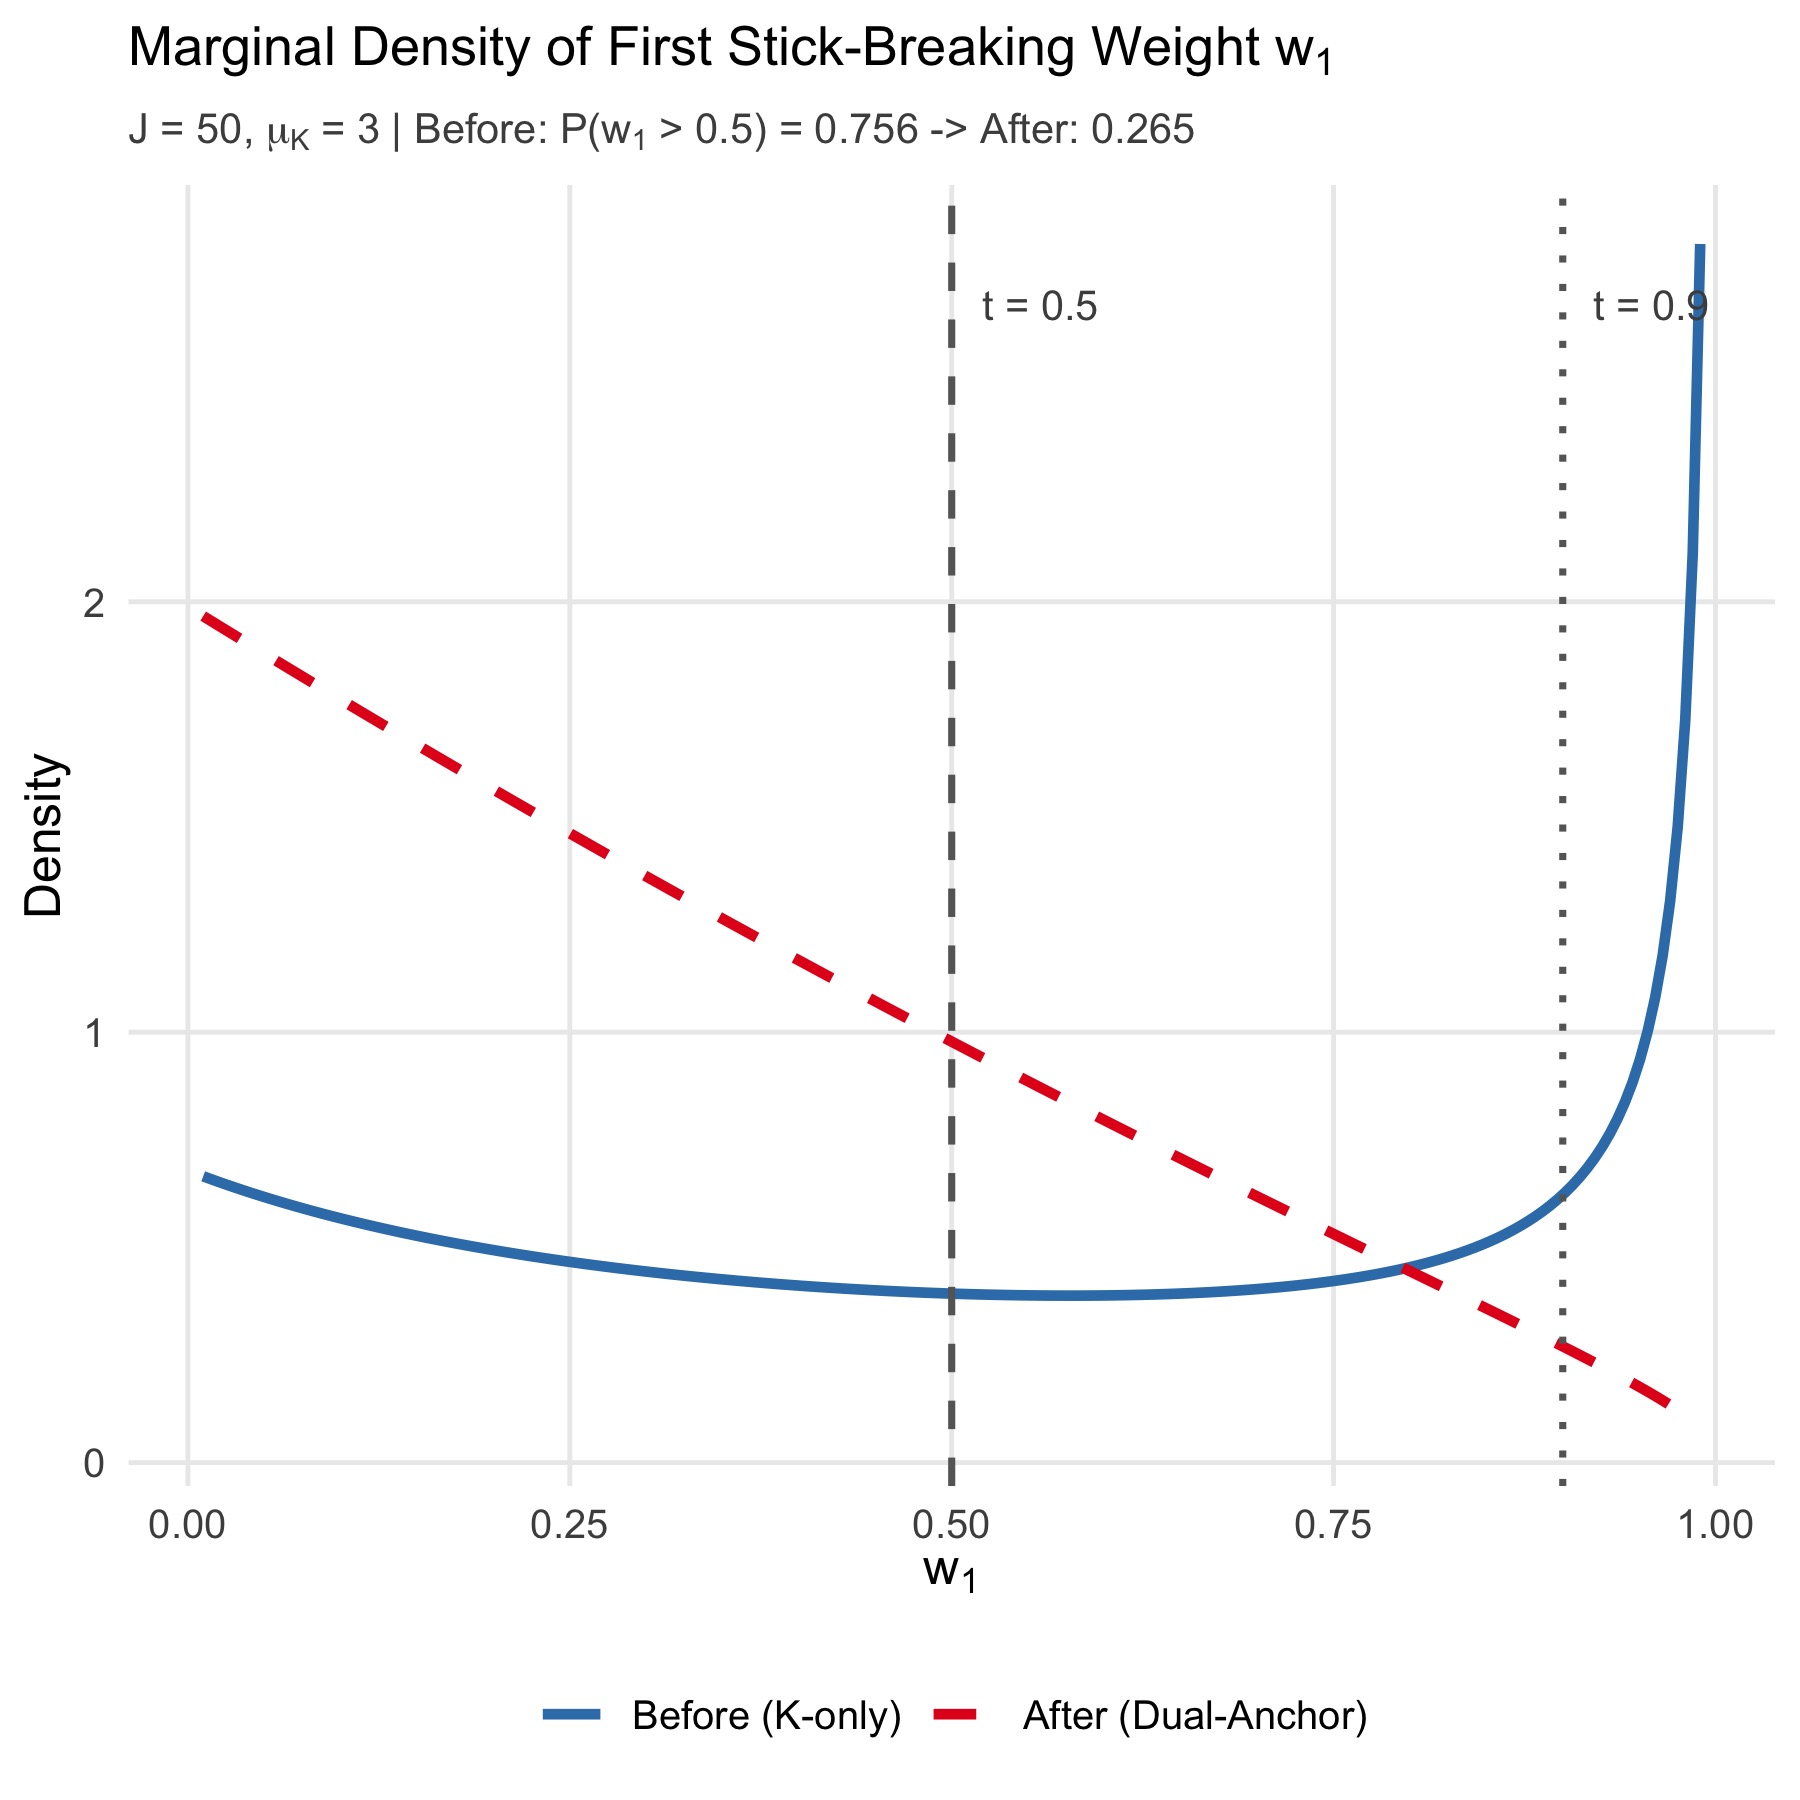 Marginal Density of First Stick-Breaking Weight w₁
J = 50, μ_K = 3 | Before: P(w₁ > 0.5) = 0.756 -> After: 0.265
t = 0.5
t = 0.9
Density
2
1
0
0.00
0.25
0.50
0.75
1.00
w₁
Before (K-only)
After (Dual-Anchor)